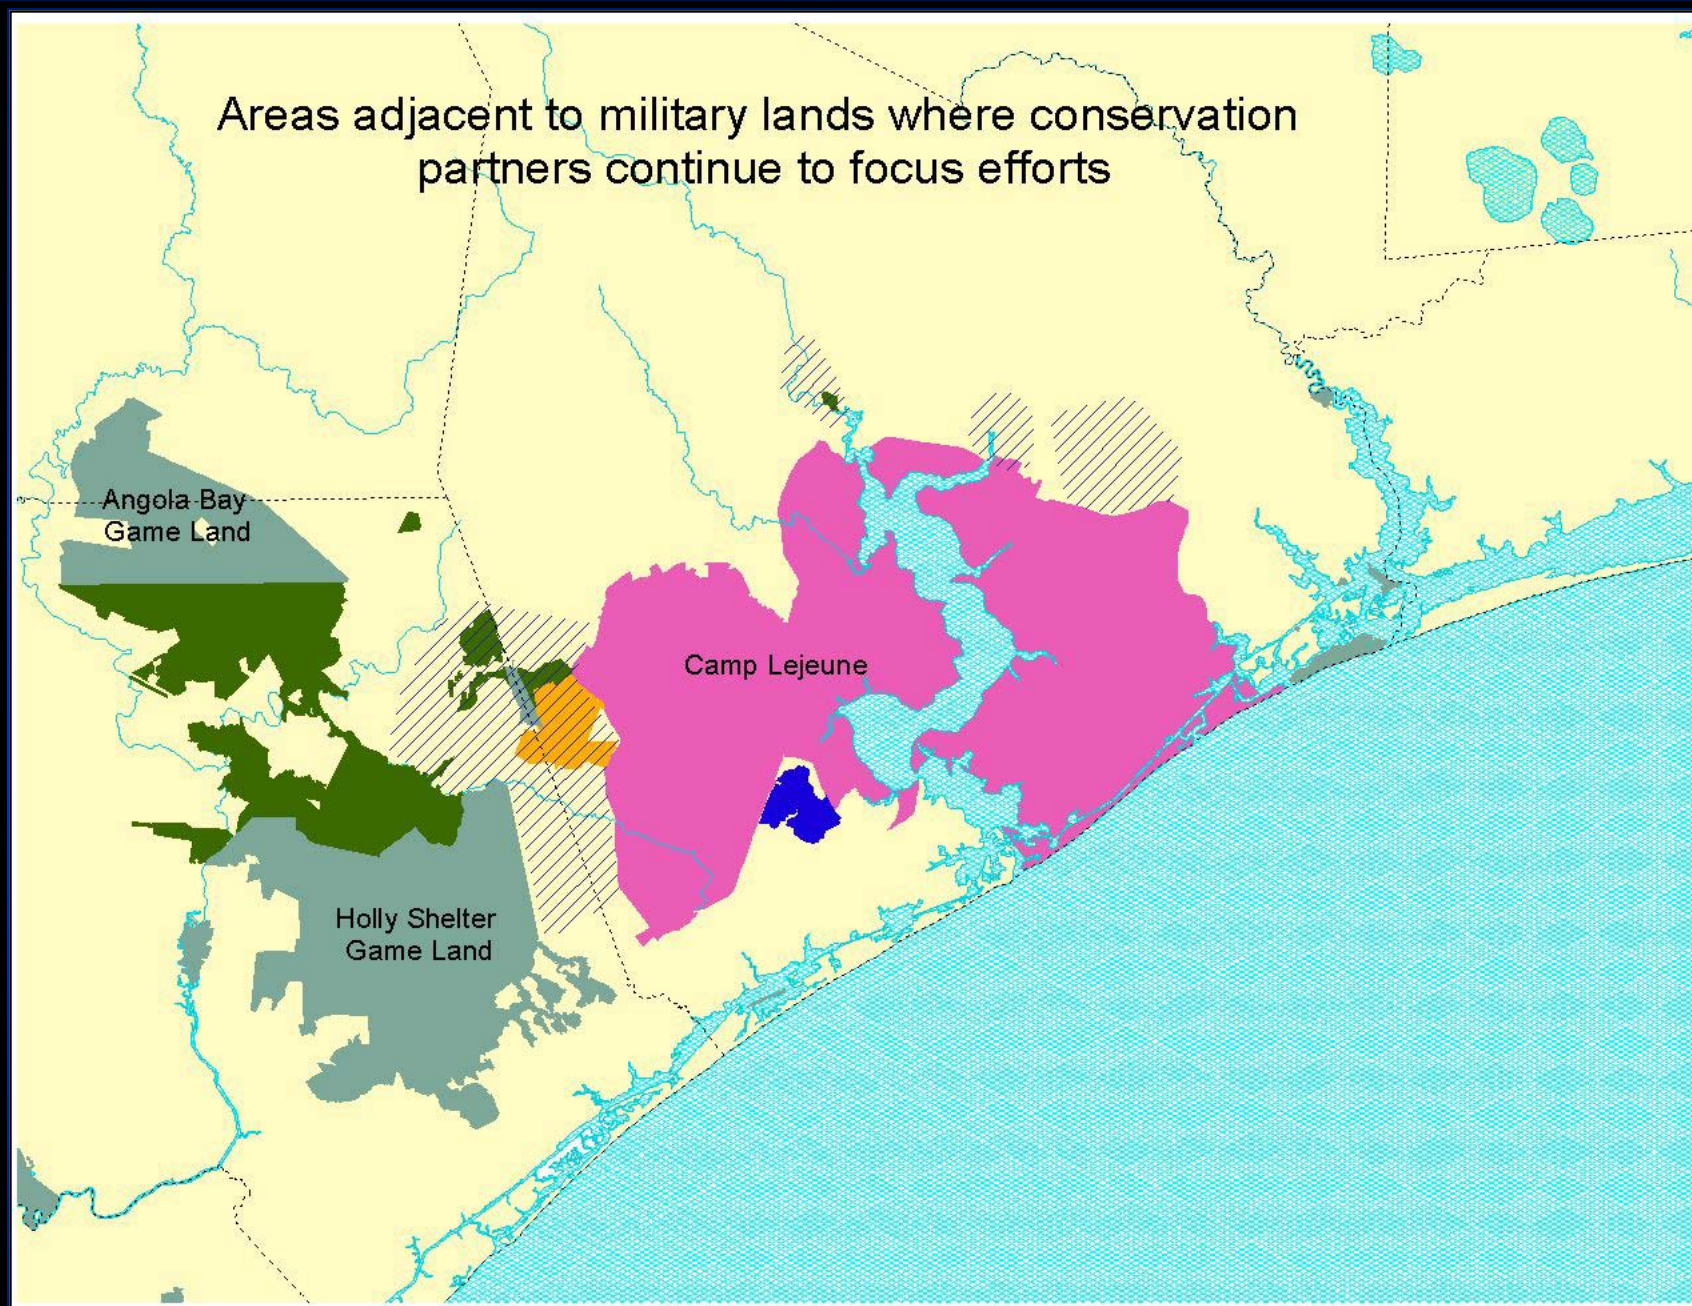 Areas adjacent to military lands where conservation
partners continue to focus efforts
Angola Bay
Game Land
Camp Lejeune
Holly Shelter
Game Land